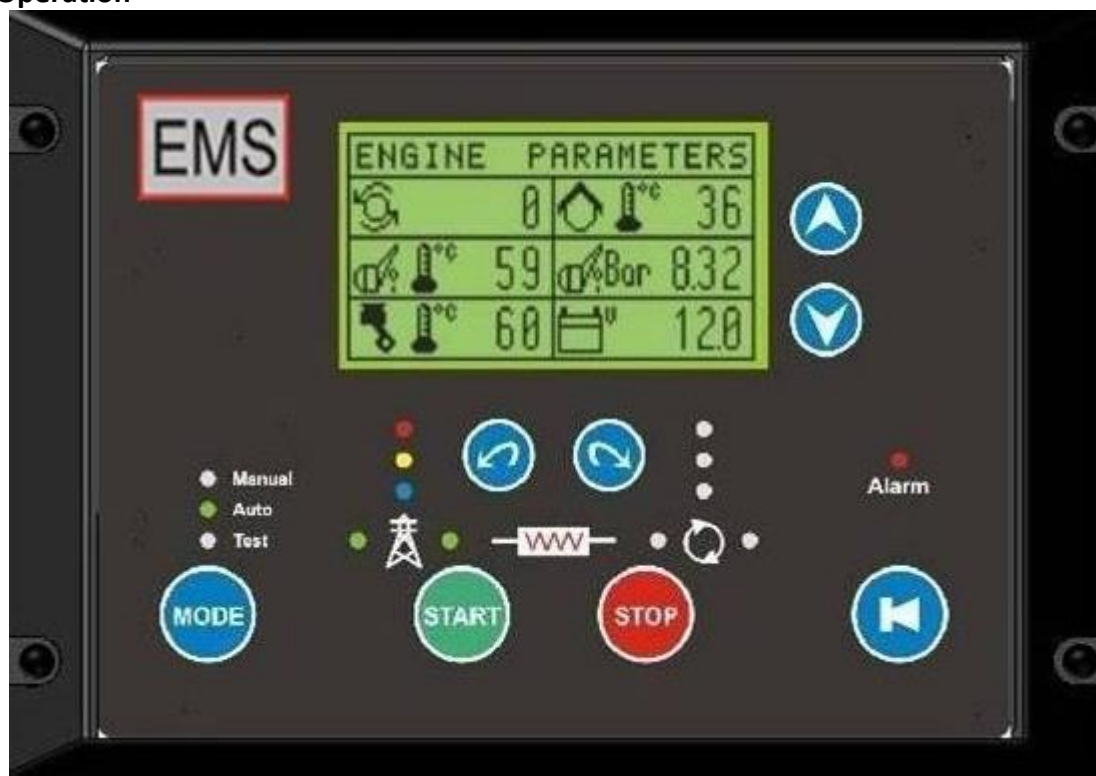 Operation
EMS
ENGINE PARAMETERS
0 °C 36
°C 59 Bar 8.32
°C 60 V 12.0
Manual
Auto
Test
Alarm
MODE
START
STOP